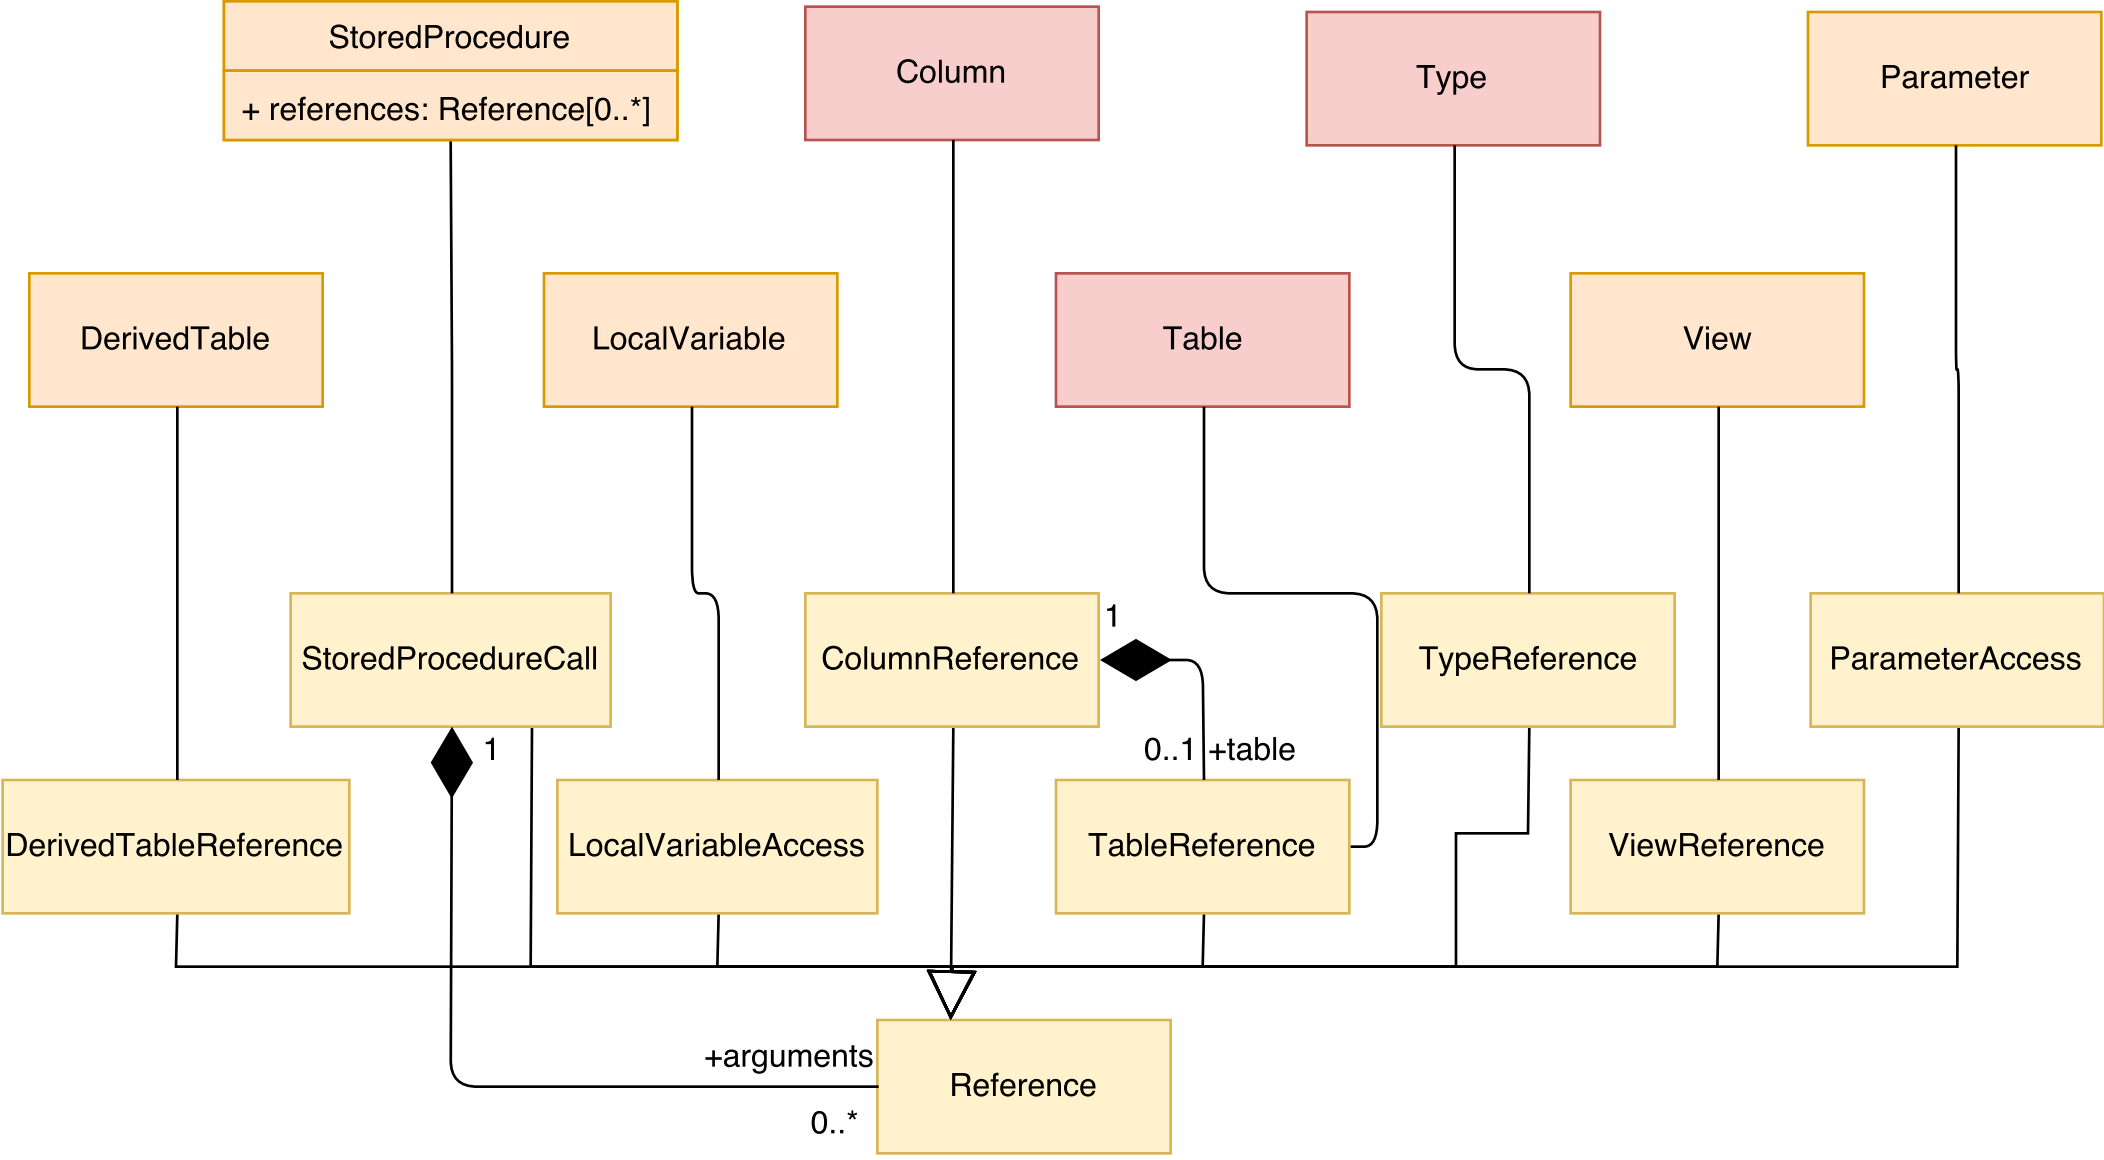 StoredProcedure
+ references: Reference[0..*]
Column
Type
Parameter
DerivedTable
LocalVariable
Table
View
StoredProcedureCall
ColumnReference
1
TypeReference
ParameterAccess
1
0..1 +table
DerivedTableReference
LocalVariableAccess
TableReference
ViewReference
+arguments
Reference
0..*